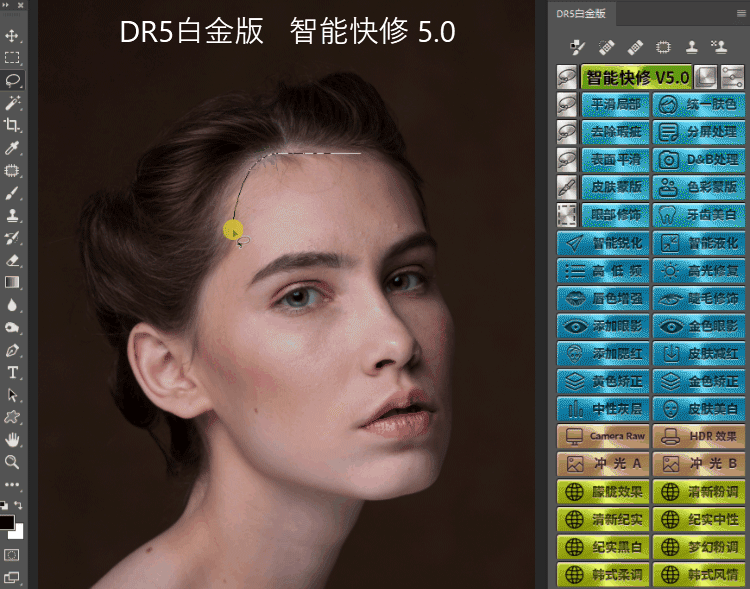 DR5白金版 智能快修 5.0
DR5白金版
智能快修 V5.0
平滑局部 统一肤色
去除瑕疵 分屏处理
表面平滑 D&B处理
皮肤蒙版 色彩蒙版
眼部修饰 牙齿美白
智能锐化 智能液化
高 低 频 高光修复
唇色增强 睫毛修饰
添加眼影 金色眼影
添加腮红 皮肤减红
黄色矫正 金色矫正
中性灰层 皮肤美白
Camera Raw HDR 效果
冲 光 A 冲 光 B
朦胧效果 清新粉调
清新纪实 纪实中性
纪实黑白 梦幻粉调
韩式柔调 韩式风情